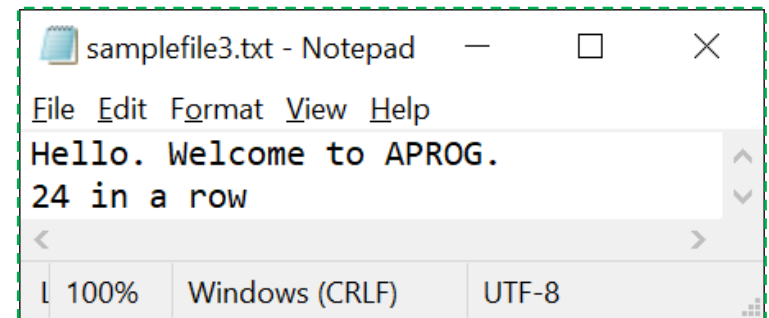 samplefile3.txt - Notepad
File Edit Format View Help
Hello. Welcome to APROG.
24 in a row
100% Windows (CRLF) UTF-8